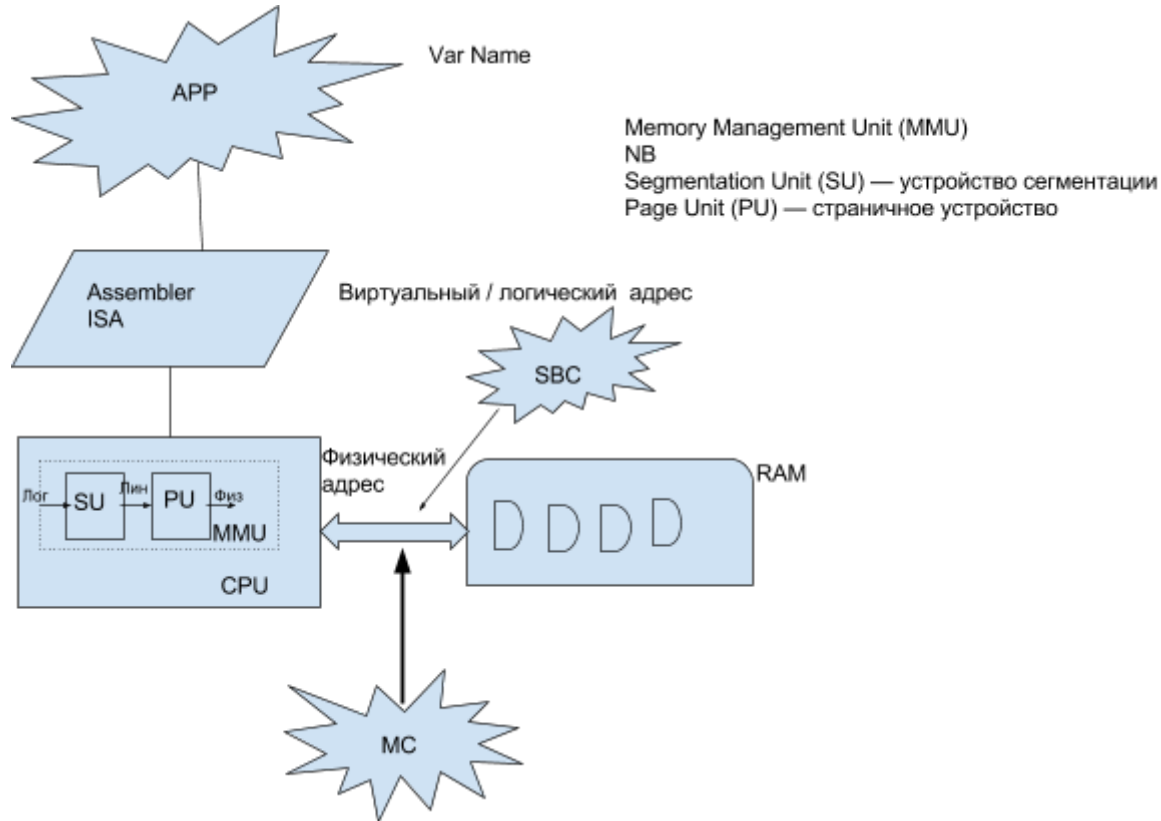 Var Name
APP
Memory Management Unit (MMU)
NB
Segmentation Unit (SU) — устройство сегментации
Page Unit (PU) — страничное устройство
Assembler
ISA
Виртуальный / логический адрес
SBC
Физический
адрес
RAM
Лог
SU
Лин
PU
Физ
MMU
CPU
MC